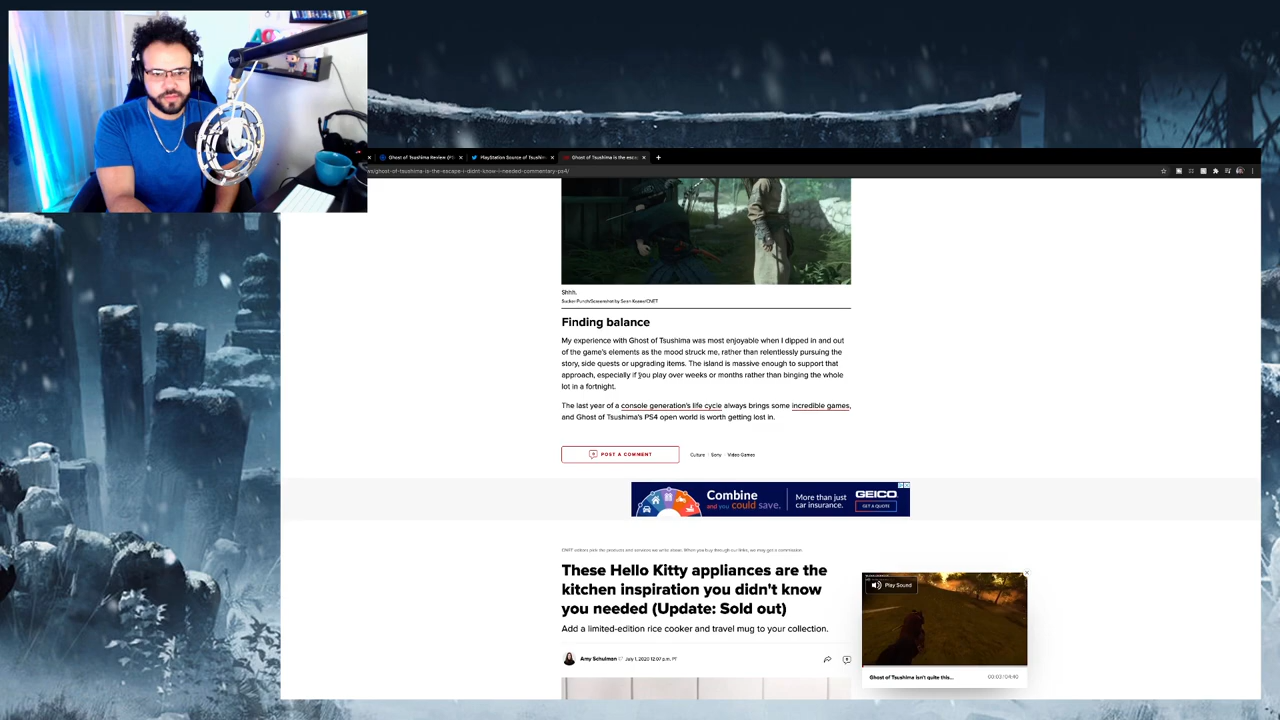 Ghost of Tsushima Review (P
PlayStation Source of Tsushim
Ghost of Tsushima is the esca
ws/ghost-of-tsushima-is-the-escape-i-didnt-know-i-needed-commentary-ps4/
Shhh.
Sucker Punch/Screenshot by Sean Keane/CNET
Finding balance
My experience with Ghost of Tsushima was most enjoyable when I dipped in and out
of the game's elements as the mood struck me, rather than relentlessly pursuing the
story, side quests or upgrading items. The island is massive enough to support that
approach, especially if you play over weeks or months rather than binging the whole
lot in a fortnight.
The last year of a console generation's life cycle always brings some incredible games,
and Ghost of Tsushima's PS4 open world is worth getting lost in.
POST A COMMENT
Culture Sony Video Games
Combine
and you could save.
More than just
car insurance.
GEICO
GET A QUOTE
CNET editors pick the products and services we write about. When you buy through our links, we may get a commission.
These Hello Kitty appliances are the
kitchen inspiration you didn't know
you needed (Update: Sold out)
Add a limited-edition rice cooker and travel mug to your collection.
Amy Schulman July 1, 2020 12:07 p.m. PT
Play Sound
Ghost of Tsushima isn't quite this...
00:03 / 04:40